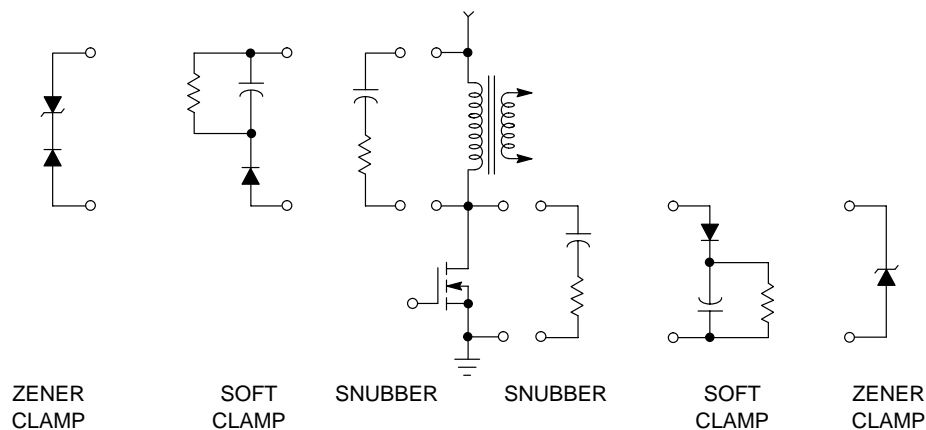 ZENER
CLAMP
SOFT
CLAMP
SNUBBER
SNUBBER
SOFT
CLAMP
ZENER
CLAMP